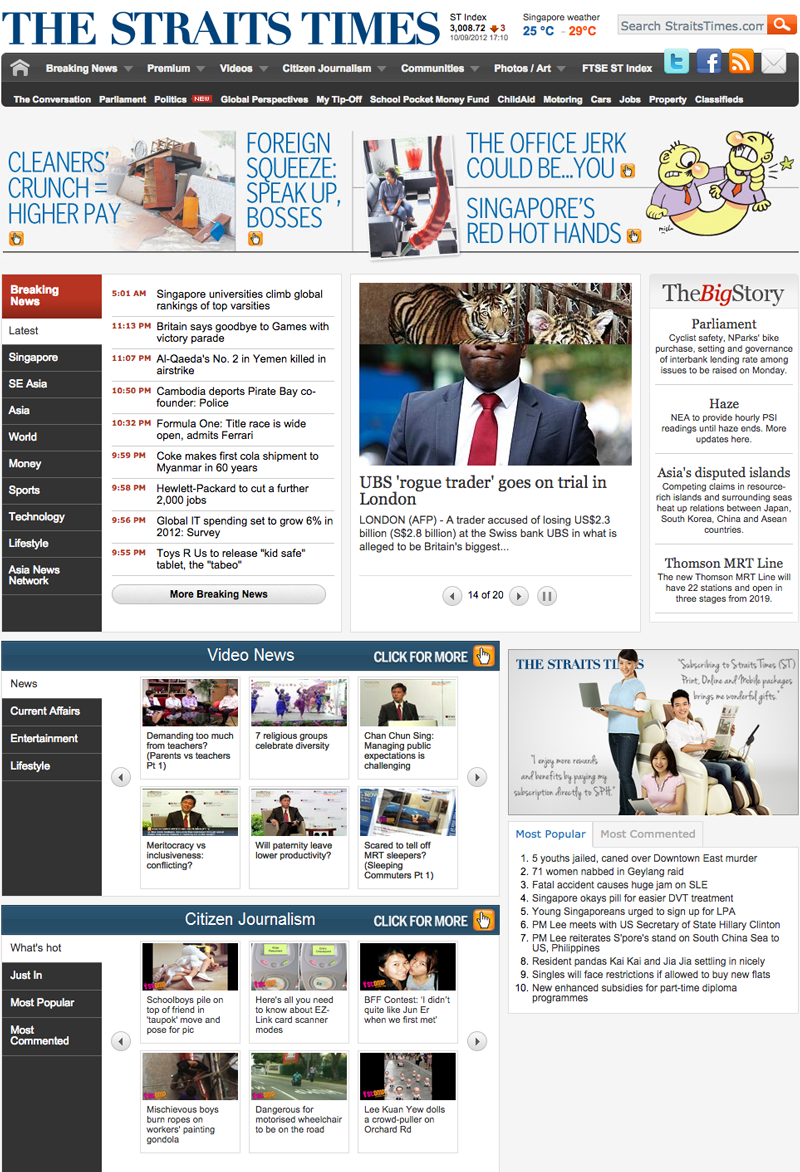 THE STRAITS TIMES
ST Index
3,008.72 3
10/09/2012 17:10
Singapore weather
25 °C - 29°C
Search StraitsTimes.com
Breaking News
Premium
Videos
Citizen Journalism
Communities
Photos / Art
FTSE ST Index
The Conversation
Parliament
Politics NEW
Global Perspectives
My Tip-Off
School Pocket Money Fund
ChildAid
Motoring
Cars
Jobs
Property
Classifieds
CLEANERS'
CRUNCH =
HIGHER PAY
FOREIGN
SQUEEZE:
SPEAK UP,
BOSSES
THE OFFICE JERK
COULD BE...YOU
SINGAPORE'S
RED HOT HANDS
Breaking
News
Latest
Singapore
SE Asia
Asia
World
Money
Sports
Technology
Lifestyle
Asia News
Network
5:01 AM Singapore universities climb global
rankings of top varsities
11:13 PM Britain says goodbye to Games with
victory parade
11:07 PM Al-Qaeda's No. 2 in Yemen killed in
airstrike
10:50 PM Cambodia deports Pirate Bay co-
founder: Police
10:32 PM Formula One: Title race is wide
open, admits Ferrari
9:59 PM Coke makes first cola shipment to
Myanmar in 60 years
9:58 PM Hewlett-Packard to cut a further
2,000 jobs
9:56 PM Global IT spending set to grow 6% in
2012: Survey
9:55 PM Toys R Us to release "kid safe"
tablet, the "tabeo"
More Breaking News
UBS 'rogue trader' goes on trial in
London
LONDON (AFP) - A trader accused of losing US$2.3
billion (S$2.8 billion) at the Swiss bank UBS in what is
alleged to be Britain's biggest...
14 of 20
TheBigStory
Parliament
Cyclist safety, NParks' bike
purchase, setting and governance
of interbank lending rate among
issues to be raised on Monday.
Haze
NEA to provide hourly PSI
readings until haze ends. More
updates here.
Asia's disputed islands
Competing claims in resource-
rich islands and surrounding seas
heat up relations between Japan,
South Korea, China and Asean
countries.
Thomson MRT Line
The new Thomson MRT Line will
have 22 stations and open in
three stages from 2019.
Video News
CLICK FOR MORE
News
Current Affairs
Entertainment
Lifestyle
Demanding too much
from teachers?
(Parents vs teachers
Pt 1)
7 religious groups
celebrate diversity
Chan Chun Sing:
Managing public
expectations is
challenging
Meritocracy vs
inclusiveness:
conflicting?
Will paternity leave
lower productivity?
Scared to tell off
MRT sleepers?
(Sleeping
Commuters Pt 1)
THE STRAITS TIMES
"Subscribing to StraitsTimes (ST)
Print, Online and Mobile packages
brings me wonderful gifts."
"I enjoy more rewards
and benefits by paying my
subscription directly to SPH."
Most Popular
Most Commented
1. 5 youths jailed, caned over Downtown East murder
2. 71 women nabbed in Geylang raid
3. Fatal accident causes huge jam on SLE
4. Singapore okays pill for easier DVT treatment
5. Young Singaporeans urged to sign up for LPA
6. PM Lee meets with US Secretary of State Hillary Clinton
7. PM Lee reiterates S'pore's stand on South China Sea to
US, Philippines
8. Resident pandas Kai Kai and Jia Jia settling in nicely
9. Singles will face restrictions if allowed to buy new flats
10. New enhanced subsidies for part-time diploma
programmes
Citizen Journalism
CLICK FOR MORE
What's hot
Just In
Most Popular
Most
Commented
Schoolboys pile on
top of friend in
'taupok' move and
pose for pic
Here's all you need
to know about EZ-
Link card scanner
modes
BFF Contest: 'I didn't
quite like Jun Er
when we first met'
Mischievous boys
burn ropes on
workers' painting
gondola
Dangerous for
motorised wheelchair
to be on the road
Lee Kuan Yew dolls
a crowd-puller on
Orchard Rd